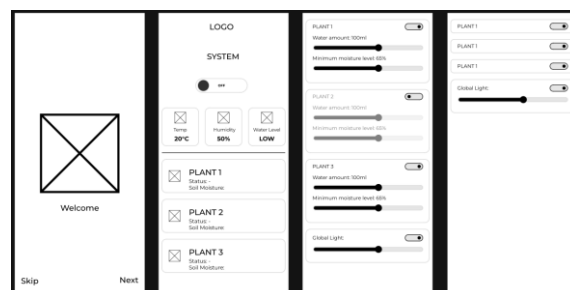 Welcome
Skip
Next
LOGO
SYSTEM
OFF
Temp
20°C
Humidity
50%
Water Level
LOW
PLANT 1
Status: -
Soil Moisture:
PLANT 2
Status: -
Soil Moisture:
PLANT 3
Status: -
Soil Moisture:
PLANT 1
Water amount: 100ml
Minimum moisture level: 65%
PLANT 2
Water amount: 100ml
Minimum moisture level: 65%
PLANT 3
Water amount: 100ml
Minimum moisture level: 65%
Global Light:
PLANT 1
PLANT 1
PLANT 1
Global Light: